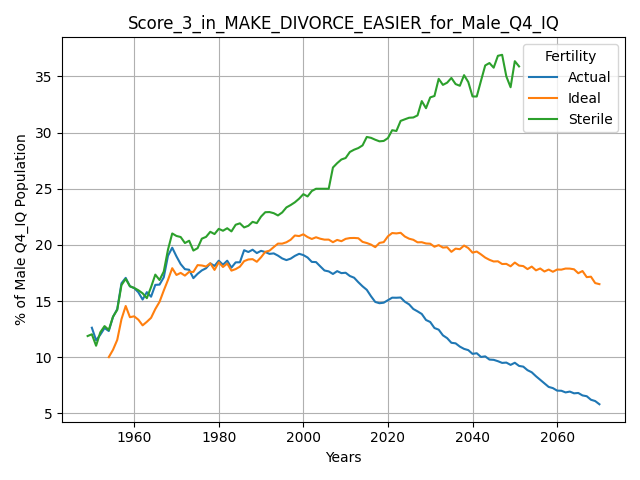 Score_3_in_MAKE_DIVORCE_EASIER_for_Male_Q4_IQ
% of Male Q4_IQ Population
35
30
25
20
15
10
5
Fertility
Actual
Ideal
Sterile
1960 1980 2000 2020 2040 2060
Years